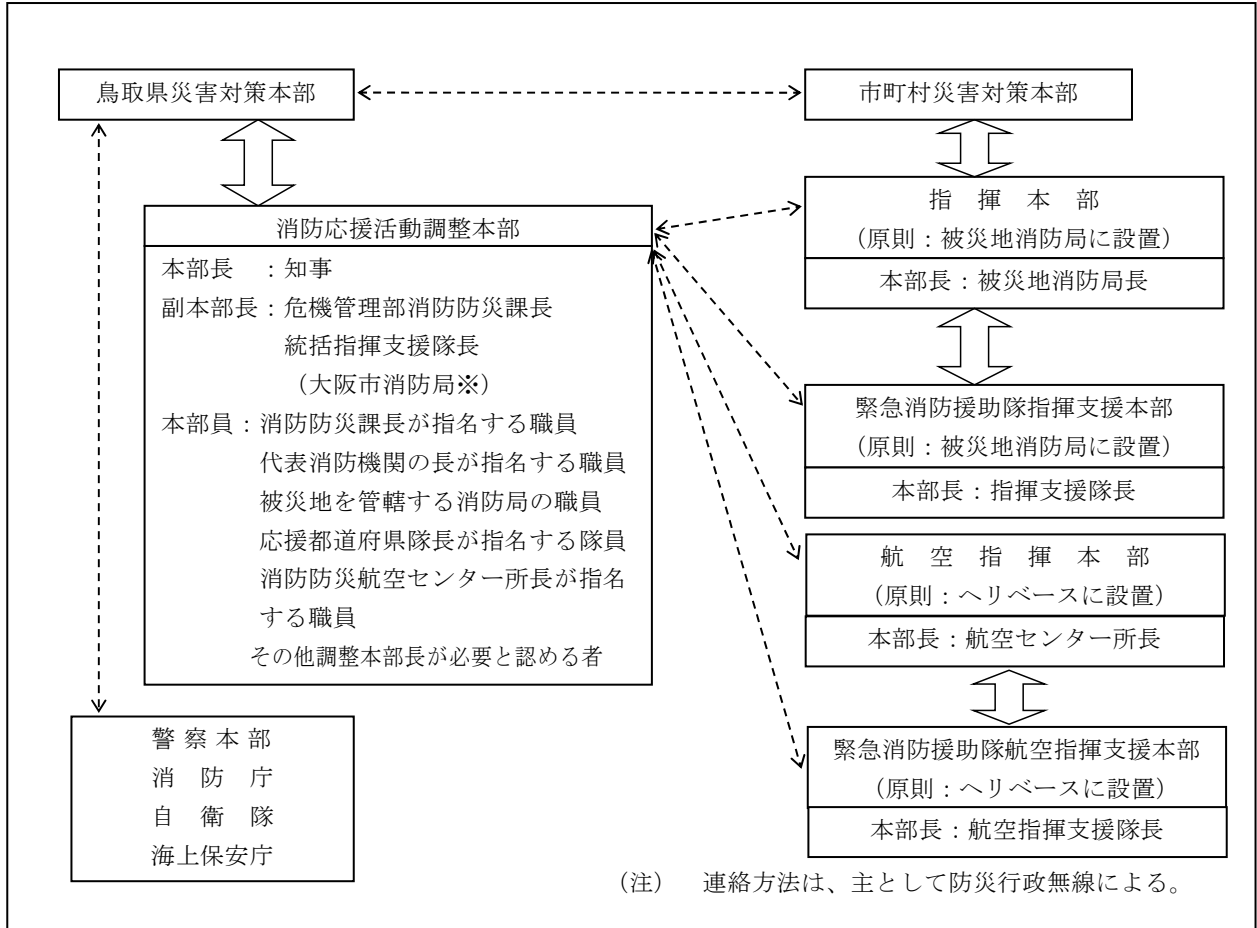 鳥取県災害対策本部
市町村災害対策本部
消防応援活動調整本部
本部長　：知事
副本部長：危機管理部消防防災課長
統括指揮支援隊長
（大阪市消防局※）
本部員：消防防災課長が指名する職員
代表消防機関の長が指名する職員
被災地を管轄する消防局の職員
応援都道府県隊長が指名する隊員
消防防災航空センター所長が指名
する職員
その他調整本部長が必要と認める者
警察本部
消　防　庁
自　衛　隊
海上保安庁
指　揮　本　部
（原則：被災地消防局に設置）
本部長：被災地消防局長
緊急消防援助隊指揮支援本部
（原則：被災地消防局に設置）
本部長：指揮支援隊長
航　空　指　揮　本　部
（原則：ヘリベースに設置）
本部長：航空センター所長
緊急消防援助隊航空指揮支援本部
（原則：ヘリベースに設置）
本部長：航空指揮支援隊長
（注）　連絡方法は、主として防災行政無線による。